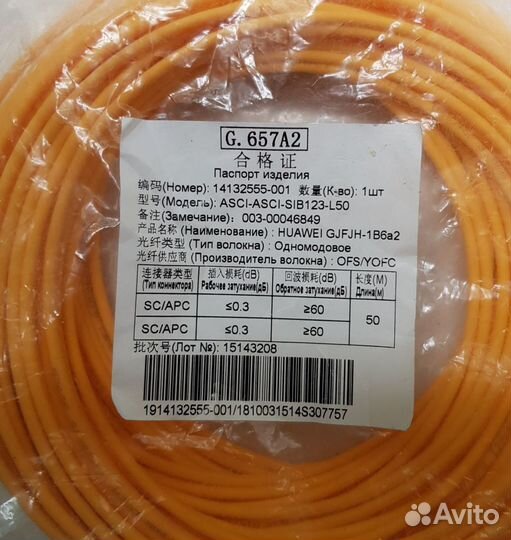 G.657A2
合格证
Паспорт изделия
编码(Номер): 14132555-001 数量(К-во): 1шт
型号(Модель): ASCI-ASCI-SIB123-L50
备注(Замечание): 003-00046849
产品名称 (Наименование) : HUAWEI GJFJH-1B6a2
光纤类型 (Тип волокна) : Одномодовое
光纤供应商 (Производитель волокна) : OFS/YOFC
连接器类型 插入损耗(dB) 回波损耗(dB) 长度(M)
(Тип коннектора) Рабочее затухание(дБ) Обратное затухание(дБ) Длина(м)
SC/APC ≤0.3 ≥60 50
SC/APC ≤0.3 ≥60
批次号(Лот №): 15143208
1914132555-001/1810031514S307757
Avito